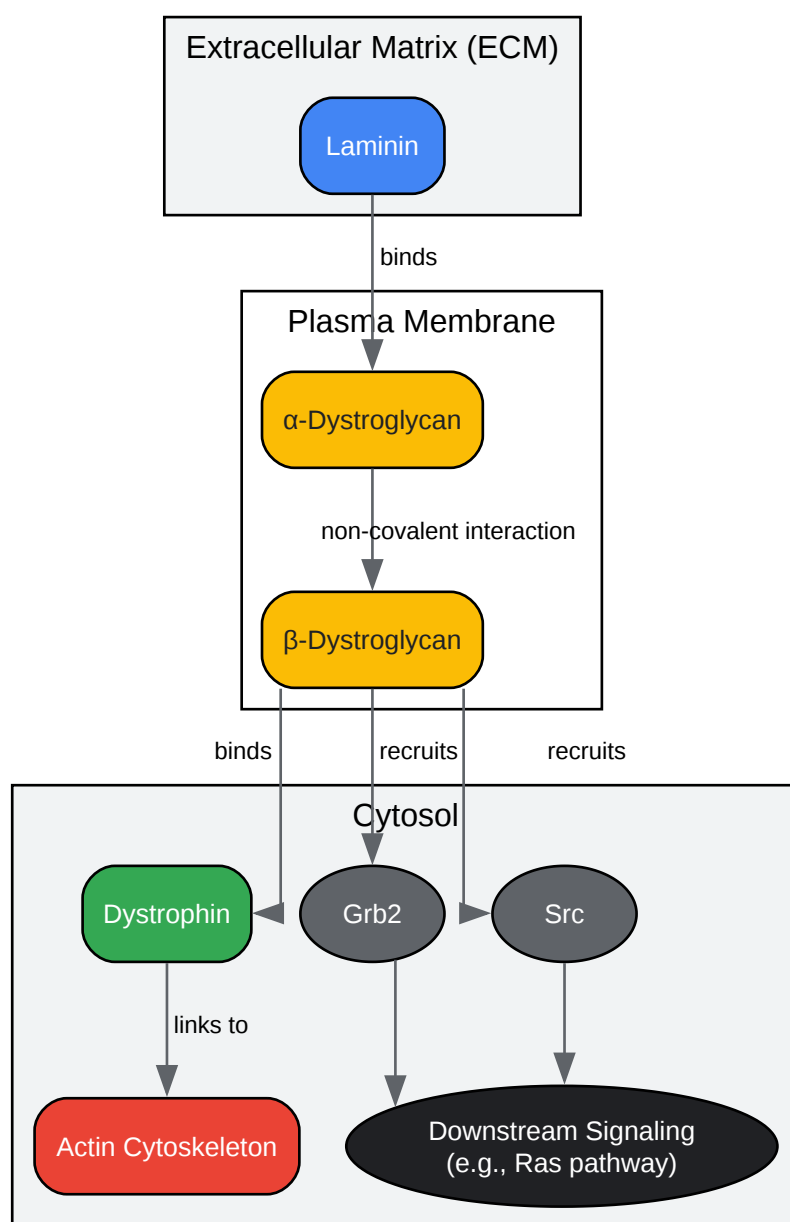 Extracellular Matrix (ECM)
Laminin
binds
Plasma Membrane
α-Dystroglycan
non-covalent interaction
β-Dystroglycan
binds
recruits
recruits
Cytosol
Dystrophin
Grb2
Src
links to
Actin Cytoskeleton
Downstream Signaling
(e.g., Ras pathway)